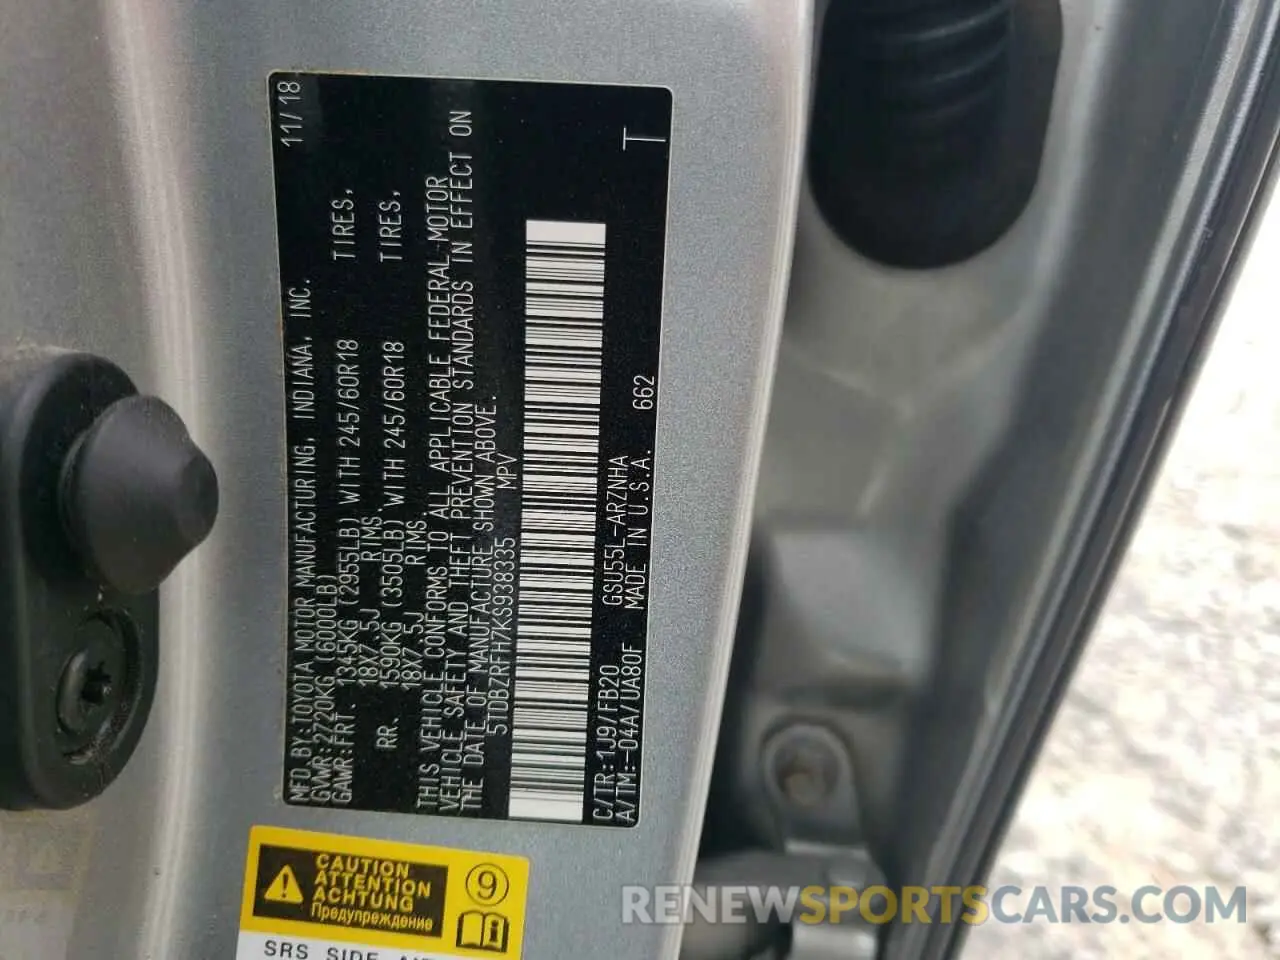 MFD.BY:TOYOTA MOTOR MANUFACTURING, INDIANA, INC. 11/18
GVWR:2720KG (6000LB)
GAWR:FRT. 1345KG (2955LB) WITH 245/60R18 TIRES,
18X7.5J RIMS
RR. 1590KG (3505LB) WITH 245/60R18 TIRES,
18X7.5J RIMS
THIS VEHICLE CONFORMS TO ALL APPLICABLE FEDERAL MOTOR
VEHICLE SAFETY AND THEFT PREVENTION STANDARDS IN EFFECT ON
THE DATE OF MANUFACTURE SHOWN ABOVE.
5TDBZRFH7KS938335 MPV
C/TR:1J9/FB20 GSU55L-ARZNHA
A/TM:-04A/UA80F MADE IN U.S.A. 662 T
CAUTION
ATTENTION
ACHTUNG
Предупреждение
9
SRS SIDE
RENEWSPORTSCARS.COM